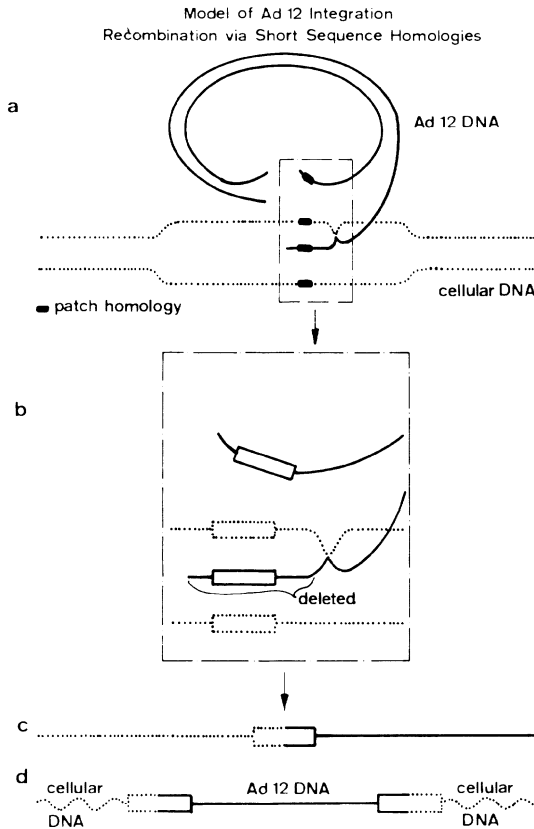 Model of Ad 12 Integration
Recombination via Short Sequence Homologies
a
Ad 12 DNA
cellular DNA
patch homology
b
deleted
c
d
cellular
DNA
Ad 12 DNA
cellular
DNA